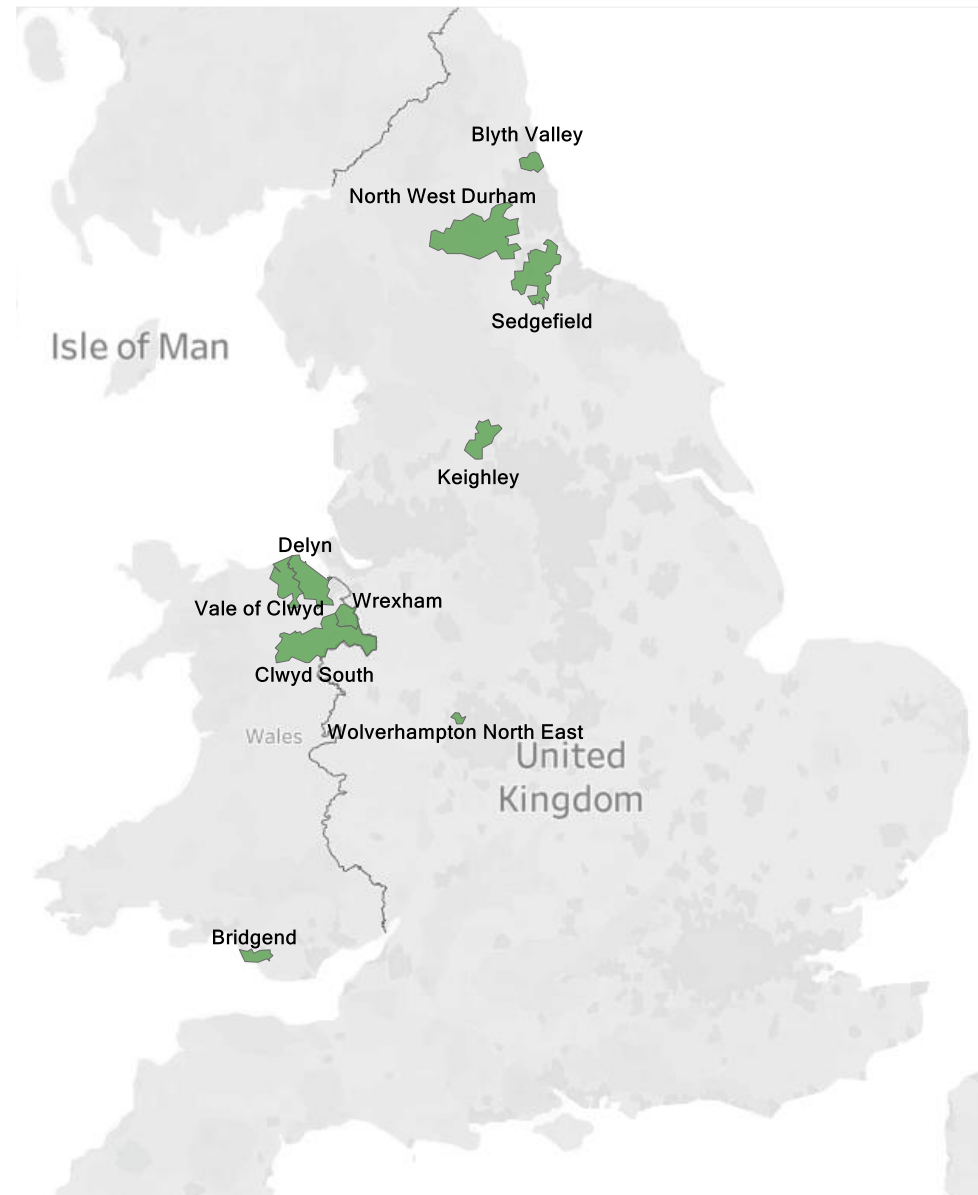 Blyth Valley
North West Durham
Sedgefield
Isle of Man
Keighley
Delyn
Vale of Clwyd
Wrexham
Clwyd South
Wales
Wolverhampton North East
United
Kingdom
Bridgend